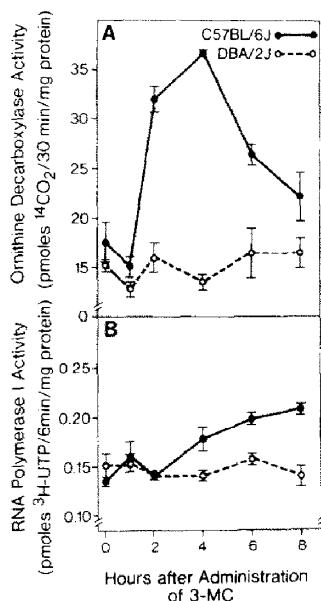 A
C57BL/6J
DBA/2J
Ornithine Decarboxylase Activity
(pmoles ¹⁴CO₂/30 min/mg protein)
35
30
25
20
15
0
B
RNA Polymerase I Activity
(pmoles ³H-UTP/6min/mg protein)
0.25
0.20
0.15
0.10
0 2 4 6 8
Hours after Administration
of 3-MC